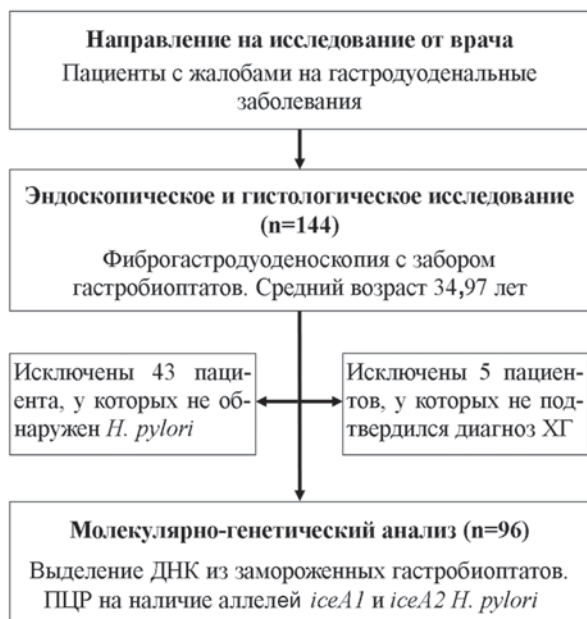 Направление на исследование от врача
Пациенты с жалобами на гастродуоденальные
заболевания
Эндоскопическое и гистологическое исследование
(n=144)
Фиброгастродуоденоскопия с забором
гастробиоптатов. Средний возраст 34,97 лет
Исключены 43 паци-
ента, у которых не об-
наружен H. pylori
Исключены 5 пациен-
тов, у которых не под-
твердился диагноз ХГ
Молекулярно-генетический анализ (n=96)
Выделение ДНК из замороженных гастробиоптатов.
ПЦР на наличие аллелей iceA1 и iceA2 H. pylori